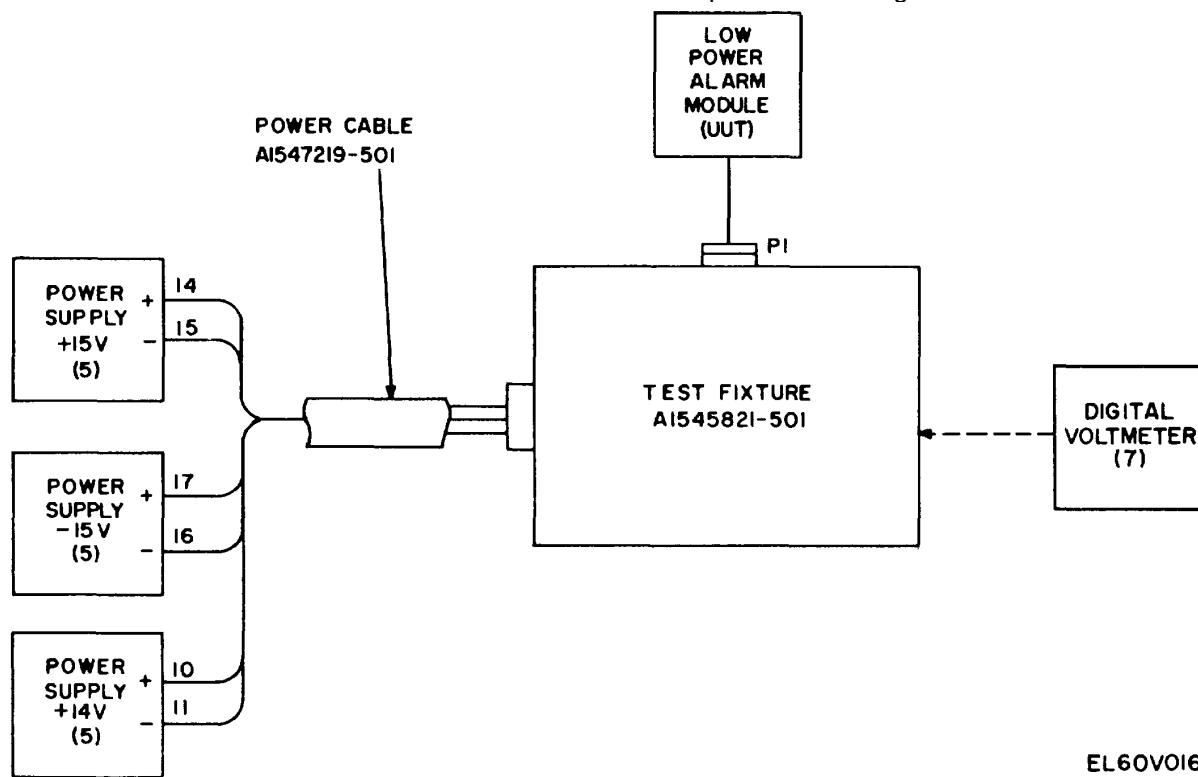 LOW
POWER
ALARM
MODULE
(UUT)
POWER CABLE
A1547219-501
P1
POWER
SUPPLY
+15V
(5)
+ 14
- 15
TEST FIXTURE
A1545821-501
DIGITAL
VOLTMETER
(7)
POWER
SUPPLY
-15V
(5)
+ 17
- 16
POWER
SUPPLY
+14V
(5)
+ 10
- 11
EL60V016